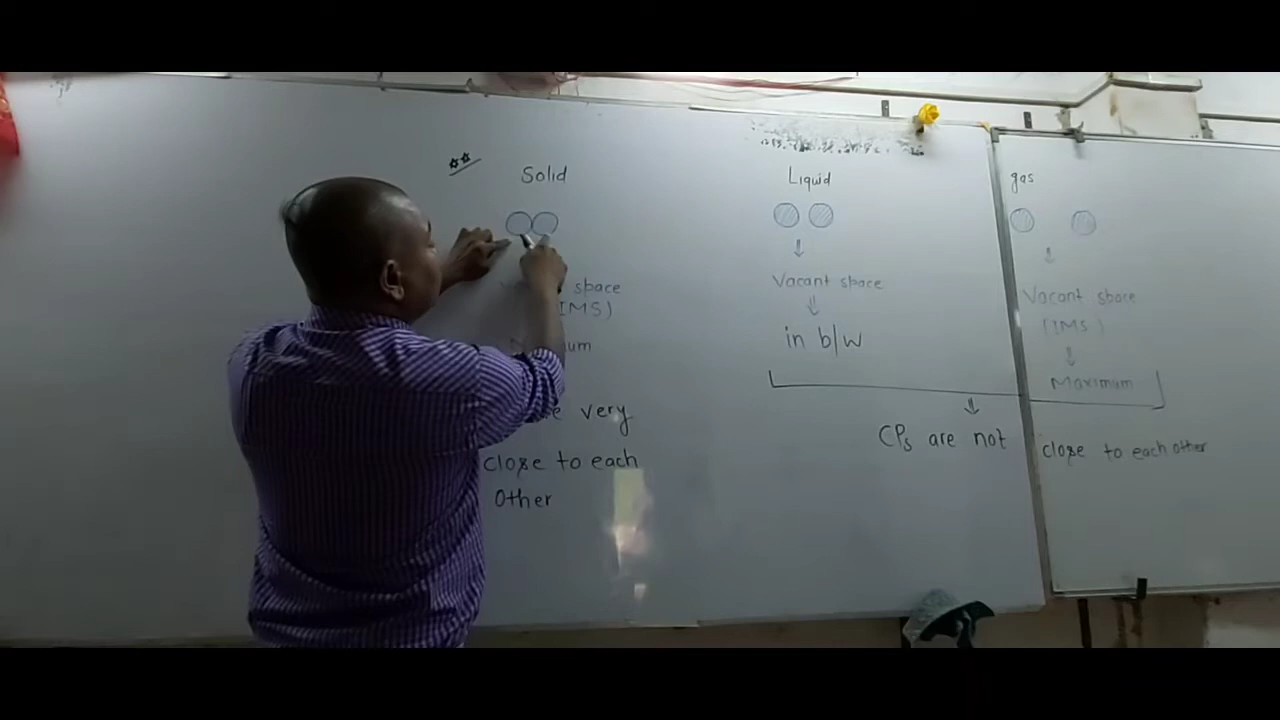 Solid
Liquid
gas
space
Vacant space
Vacant space
IMS)
(IMS)
in b/w
Maximum
very
close to each
other
CPs are not close to each other